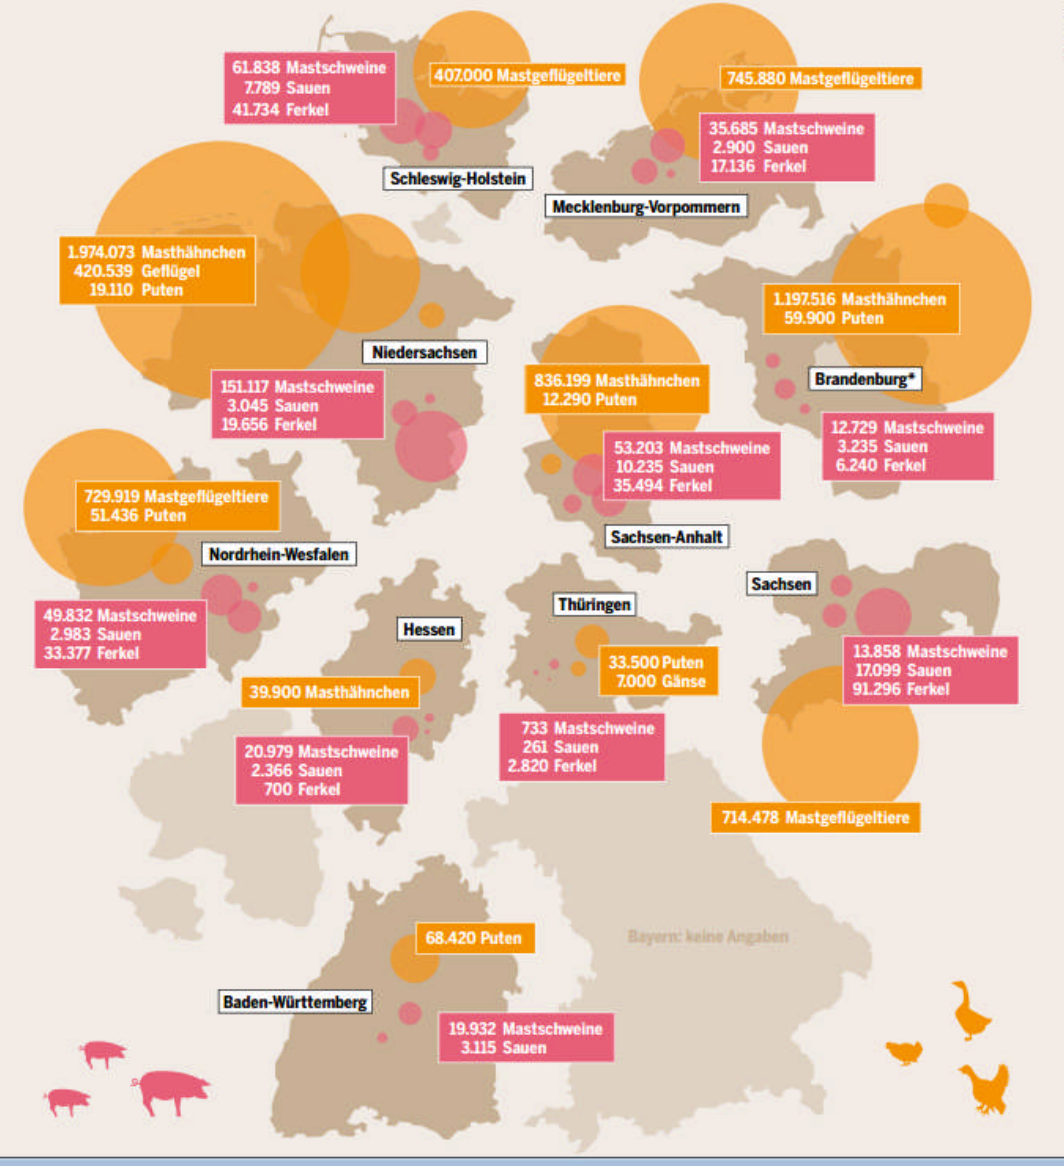 61.838 Mastschweine
7.789 Sauen
41.734 Ferkel
407.000 Mastgeflügeltiere
Schleswig-Holstein
745.880 Mastgeflügeltiere
35.685 Mastschweine
2.900 Sauen
17.136 Ferkel
Mecklenburg-Vorpommern
1.974.073 Masthähnchen
420.539 Geflügel
19.110 Puten
Niedersachsen
151.117 Mastschweine
3.045 Sauen
19.656 Ferkel
1.197.516 Masthähnchen
59.900 Puten
Brandenburg*
12.729 Mastschweine
3.235 Sauen
6.240 Ferkel
836.199 Masthähnchen
12.290 Puten
53.203 Mastschweine
10.235 Sauen
35.494 Ferkel
Sachsen-Anhalt
729.919 Mastgeflügeltiere
51.436 Puten
Nordrhein-Wesfalen
49.832 Mastschweine
2.983 Sauen
33.377 Ferkel
Hessen
39.900 Masthähnchen
20.979 Mastschweine
2.366 Sauen
700 Ferkel
Thüringen
33.500 Puten
7.000 Gänse
733 Mastschweine
261 Sauen
2.820 Ferkel
Sachsen
13.858 Mastschweine
17.099 Sauen
91.296 Ferkel
714.478 Mastgeflügeltiere
68.420 Puten
Baden-Württemberg
19.932 Mastschweine
3.115 Sauen
Bayern: keine Angaben